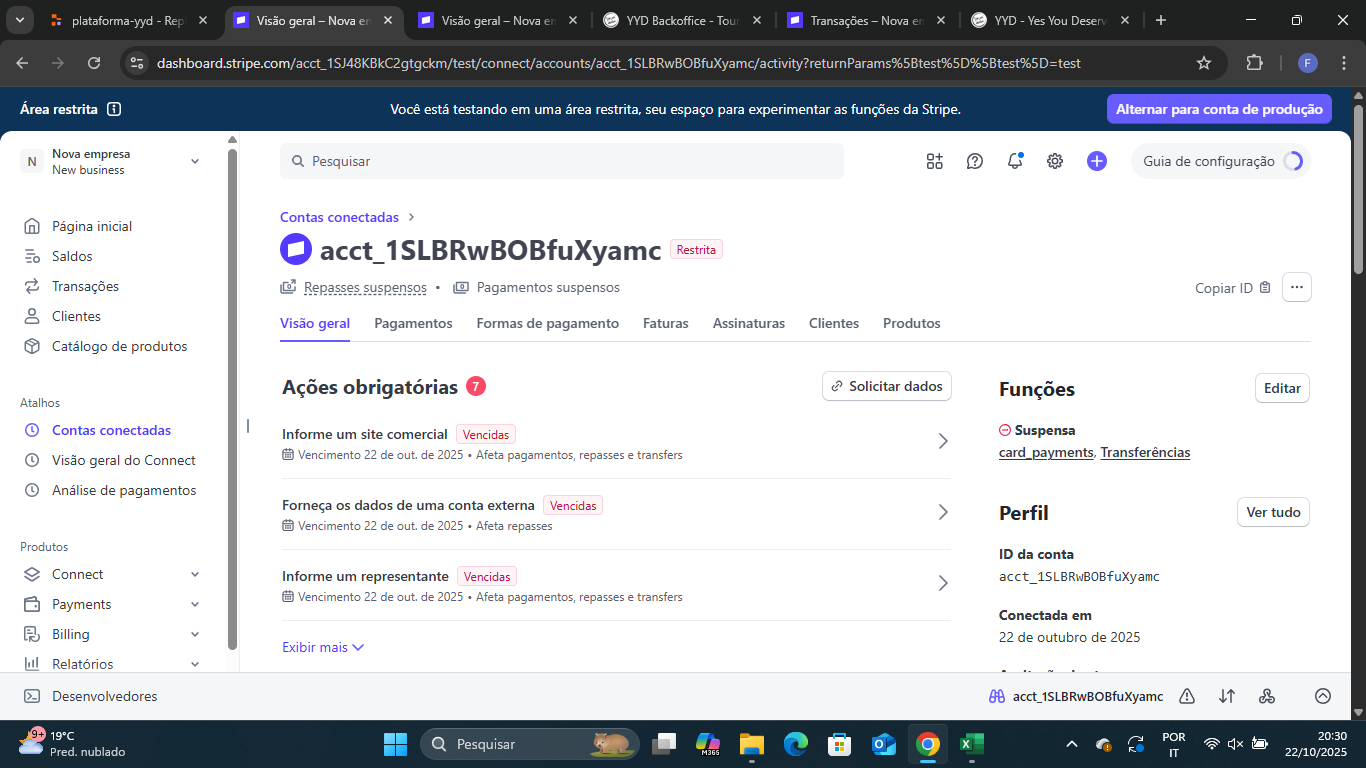 plataforma-yyd - Rep
Visão geral – Nova en
Visão geral – Nova en
YYD Backoffice - Tour
Transações – Nova en
YYD - Yes You Deserv
dashboard.stripe.com/acct_1SJ48KBkC2gtgckm/test/connect/accounts/acct_1SLBRwBOBfuXyamc/activity?returnParams%5Btest%5D%5Btest%5D=test
F
Área restrita
Você está testando em uma área restrita, seu espaço para experimentar as funções da Stripe.
Alternar para conta de produção
N
Nova empresa
New business
Pesquisar
Guia de configuração
Página inicial
Saldos
Transações
Clientes
Catálogo de produtos
Atalhos
Contas conectadas
Visão geral do Connect
Análise de pagamentos
Produtos
Connect
Payments
Billing
Relatórios
Desenvolvedores
Contas conectadas
acct_1SLBRwBOBfuXyamc Restrita
Repasses suspensos • Pagamentos suspensos
Copiar ID
Visão geral Pagamentos Formas de pagamento Faturas Assinaturas Clientes Produtos
Ações obrigatórias 7
Solicitar dados
Informe um site comercial Vencidas
Vencimento 22 de out. de 2025 • Afeta pagamentos, repasses e transfers
Forneça os dados de uma conta externa Vencidas
Vencimento 22 de out. de 2025 • Afeta repasses
Informe um representante Vencidas
Vencimento 22 de out. de 2025 • Afeta pagamentos, repasses e transfers
Exibir mais
Funções
Editar
Suspensa
card_payments, Transferências
Perfil
Ver tudo
ID da conta
acct_1SLBRwBOBfuXyamc
Conectada em
22 de outubro de 2025
acct_1SLBRwBOBfuXyamc
9+
19°C
Pred. nublado
Pesquisar
M365
POR
IT
20:30
22/10/2025